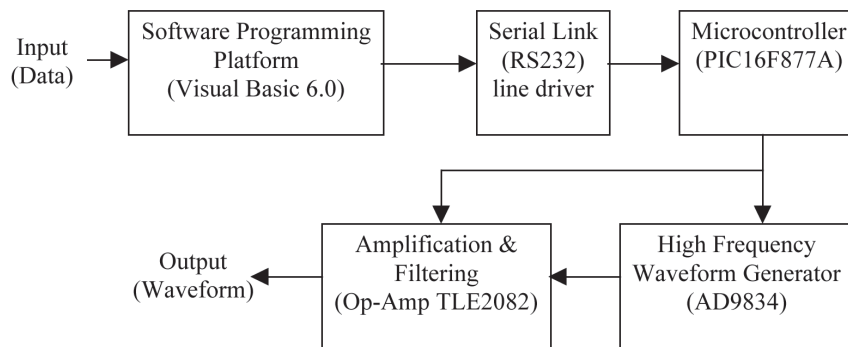 Input
(Data)
Software Programming
Platform
(Visual Basic 6.0)
Serial Link
(RS232)
line driver
Microcontroller
(PIC16F877A)
Output
(Waveform)
Amplification &
Filtering
(Op-Amp TLE2082)
High Frequency
Waveform Generator
(AD9834)